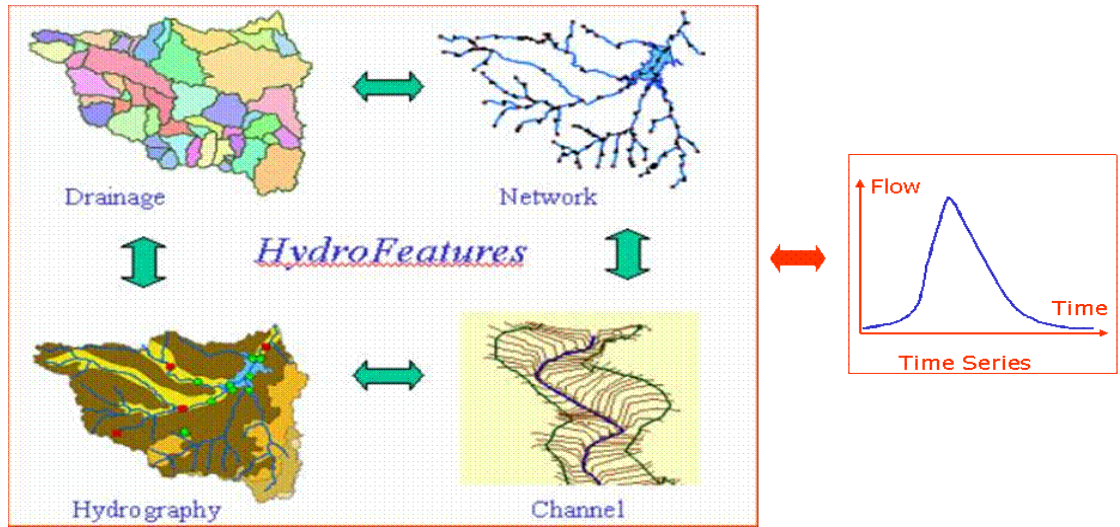 Drainage
Network
HydroFeatures
Hydrography
Channel
Flow
Time
Time Series